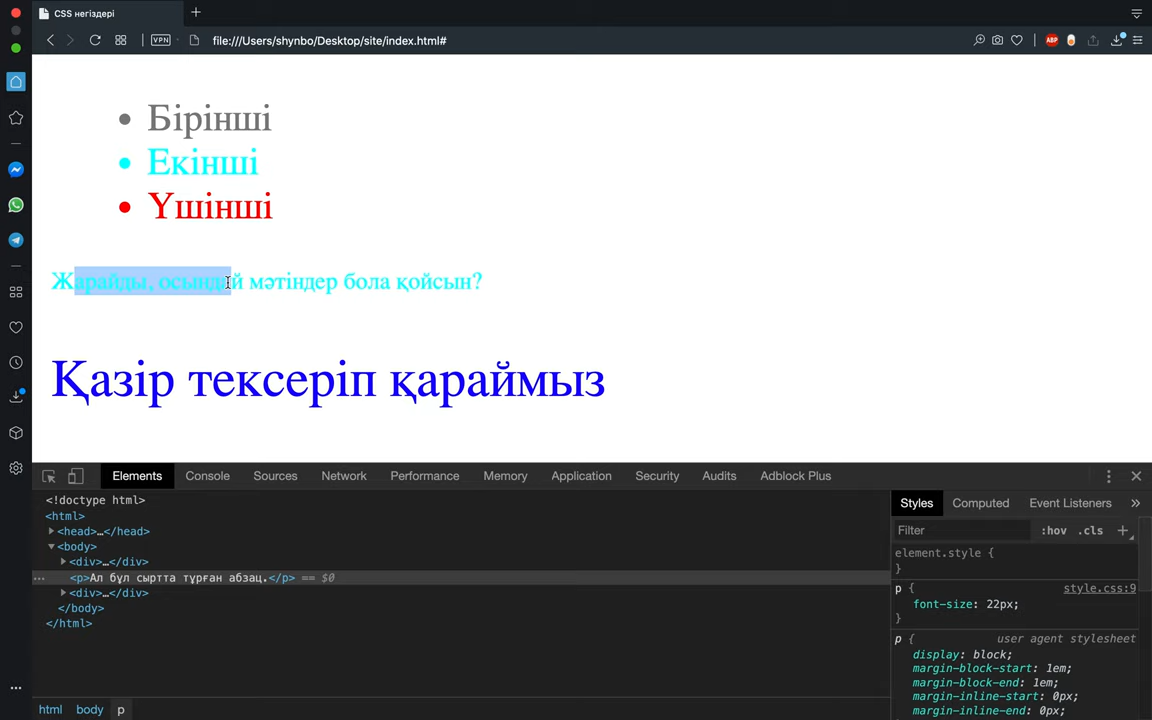 CSS негіздері
VPN
file:///Users/shynbo/Desktop/site/index.html#
ABP
Бірінші
Екінші
Үшінші
Жарайды, осындай мәтіндер бола қойсын?
Қазір тексеріп қараймыз
Elements Console Sources Network Performance Memory Application Security Audits Adblock Plus
<!doctype html>
<html>
<head>…</head>
<body>
<div>…</div>
<p>Ал бұл сыртта тұрған абзац.</p> == $0
<div>…</div>
</body>
</html>
html body p
Styles Computed Event Listeners »
Filter :hov .cls +
element.style {
}
p { style.css:9
font-size: 22px;
}
p { user agent stylesheet
display: block;
margin-block-start: 1em;
margin-block-end: 1em;
margin-inline-start: 0px;
margin-inline-end: 0px;